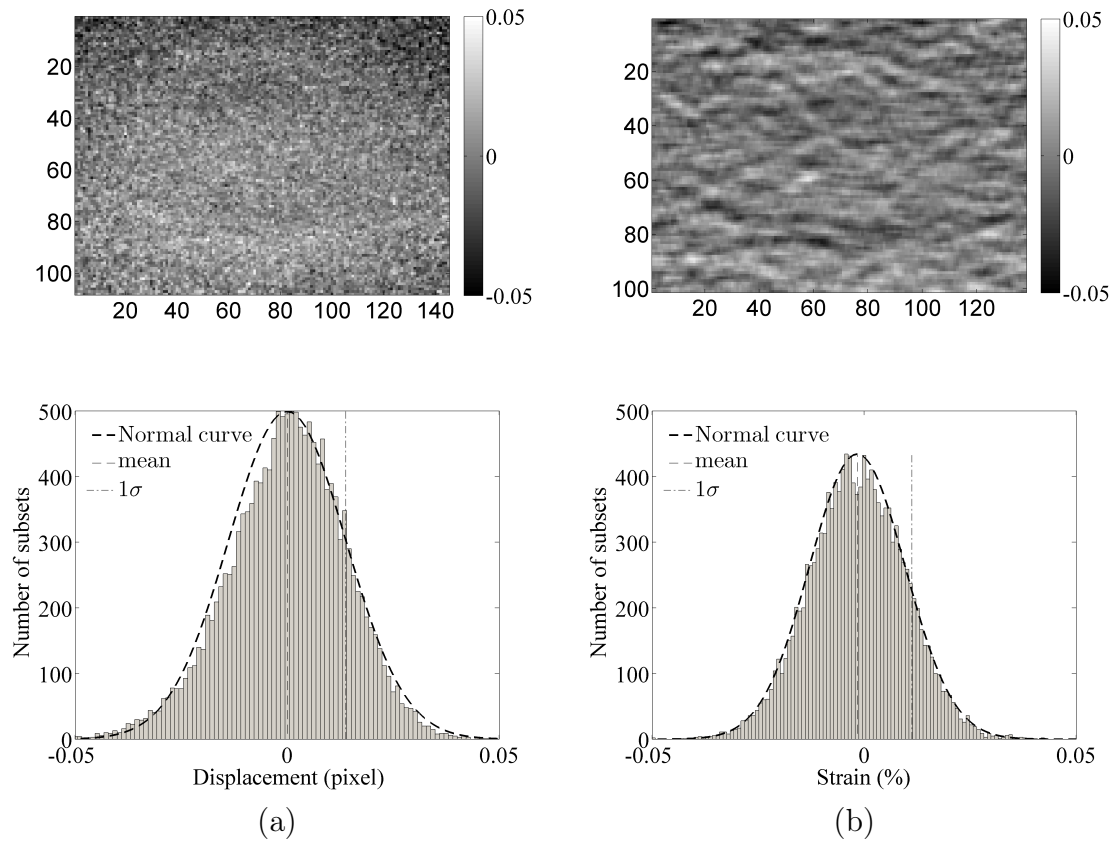 0.05
20
40
60
80
100
0
-0.05
20 40 60 80 100 120 140
0.05
20
40
60
80
100
0
-0.05
20 40 60 80 100 120
500
400
300
200
100
0
Number of subsets
Normal curve
mean
1σ
-0.05 0 0.05
Displacement (pixel)
(a)
500
400
300
200
100
0
Number of subsets
Normal curve
mean
1σ
-0.05 0 0.05
Strain (%)
(b)